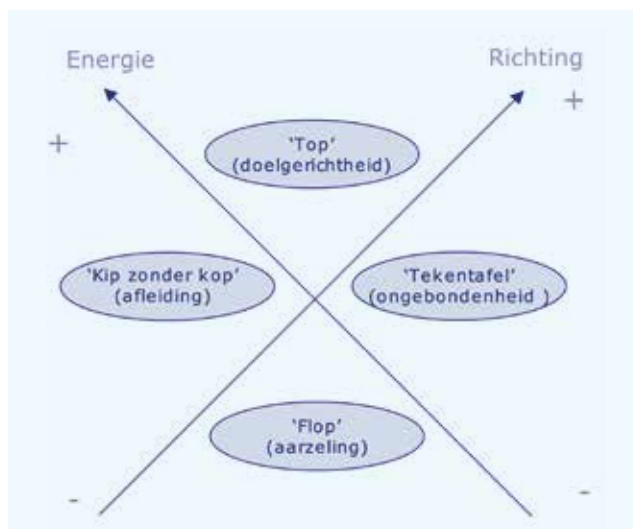 Energie
Richting
+
+
‘Top’
(doelgerichtheid)
‘Kip zonder kop’
(afleiding)
‘Tekentafel’
(ongebondenheid )
‘Flop’
(aarzeling)
-
-